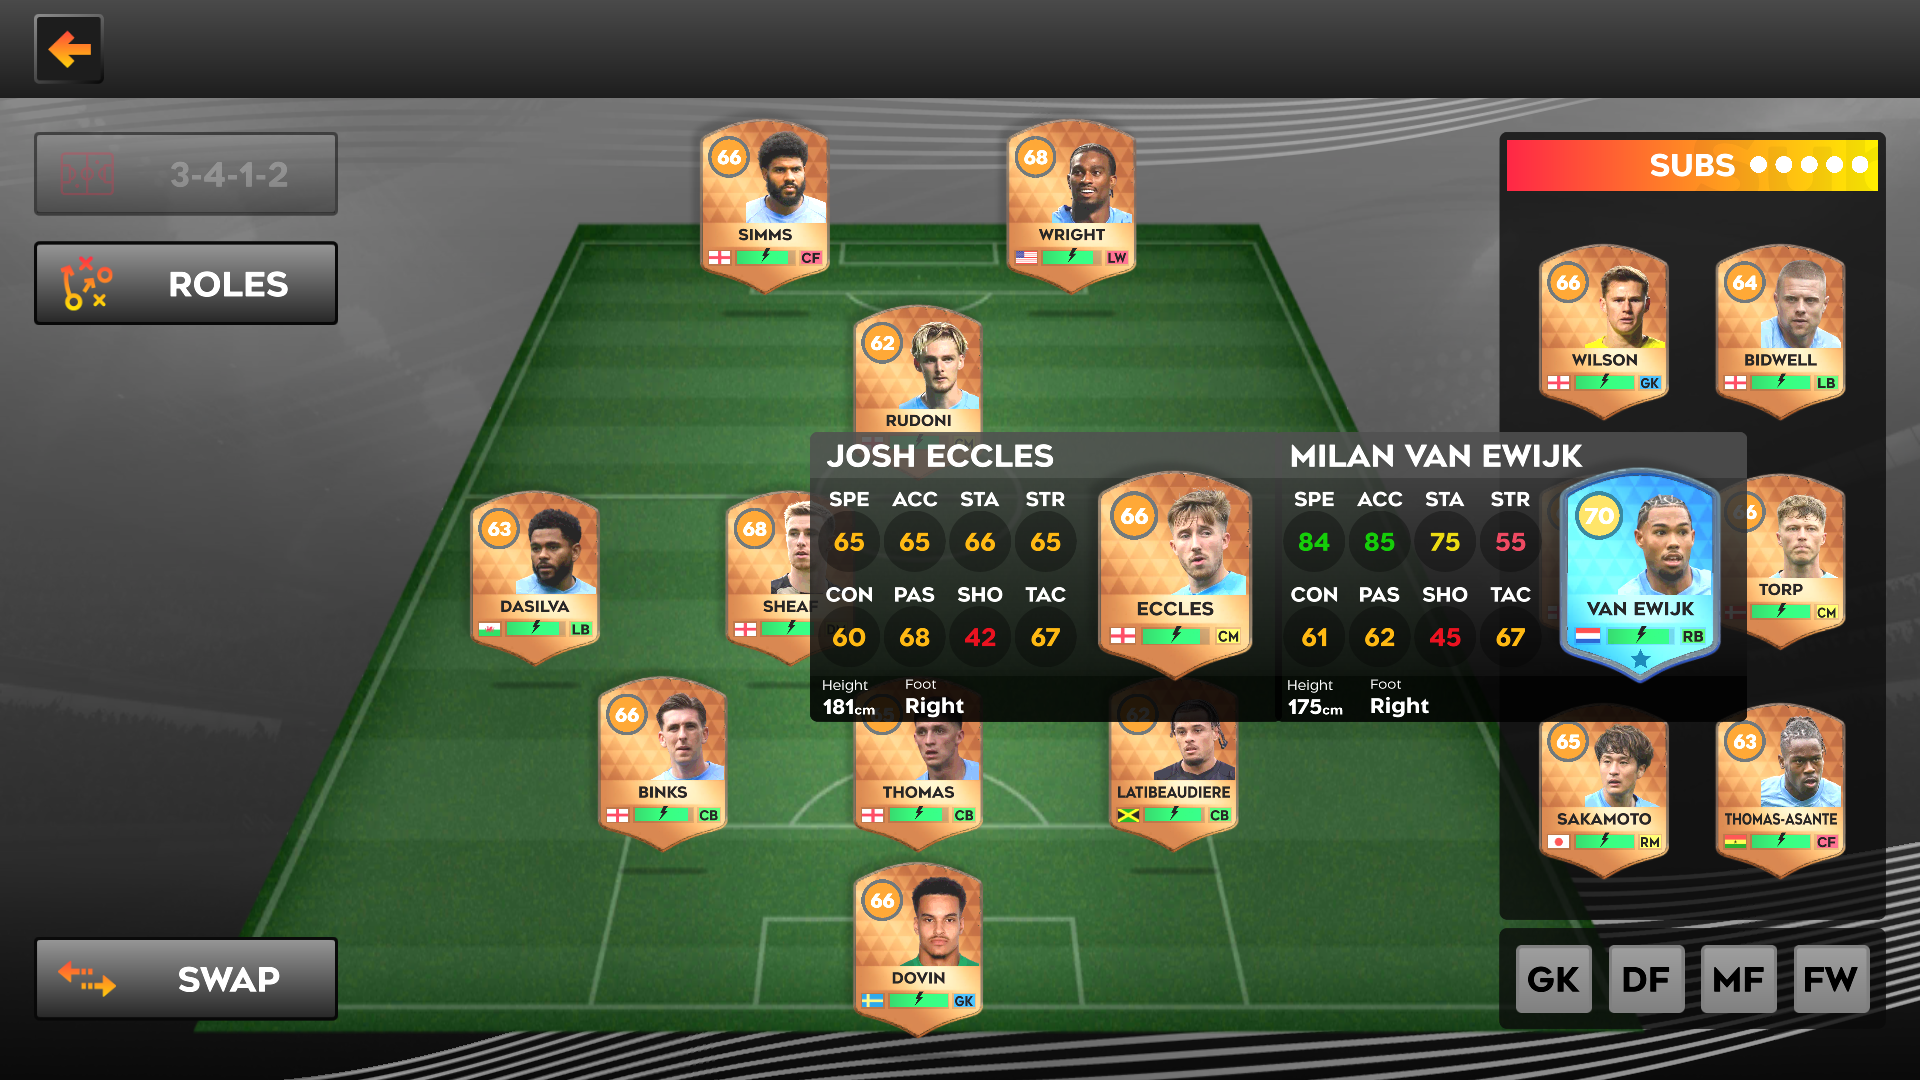 3-4-1-2
ROLES
SWAP
66
SIMMS
CF
68
WRIGHT
LW
62
RUDONI
63
DASILVA
LB
68
SHEAF
JOSH ECCLES
SPE ACC STA STR
65 65 66 65
CON PAS SHO TAC
60 68 42 67
Height
181cm
Foot
Right
66
ECCLES
CM
MILAN VAN EWIJK
SPE ACC STA STR
84 85 75 55
CON PAS SHO TAC
61 62 45 67
Height
175cm
Foot
Right
70
VAN EWIJK
RB
66
BINKS
CB
THOMAS
CB
62
LATIBEAUDIERE
CB
66
DOVIN
GK
SUBS
66
WILSON
GK
64
BIDWELL
LB
TORP
CM
65
SAKAMOTO
RM
63
THOMAS-ASANTE
CF
GK DF MF FW